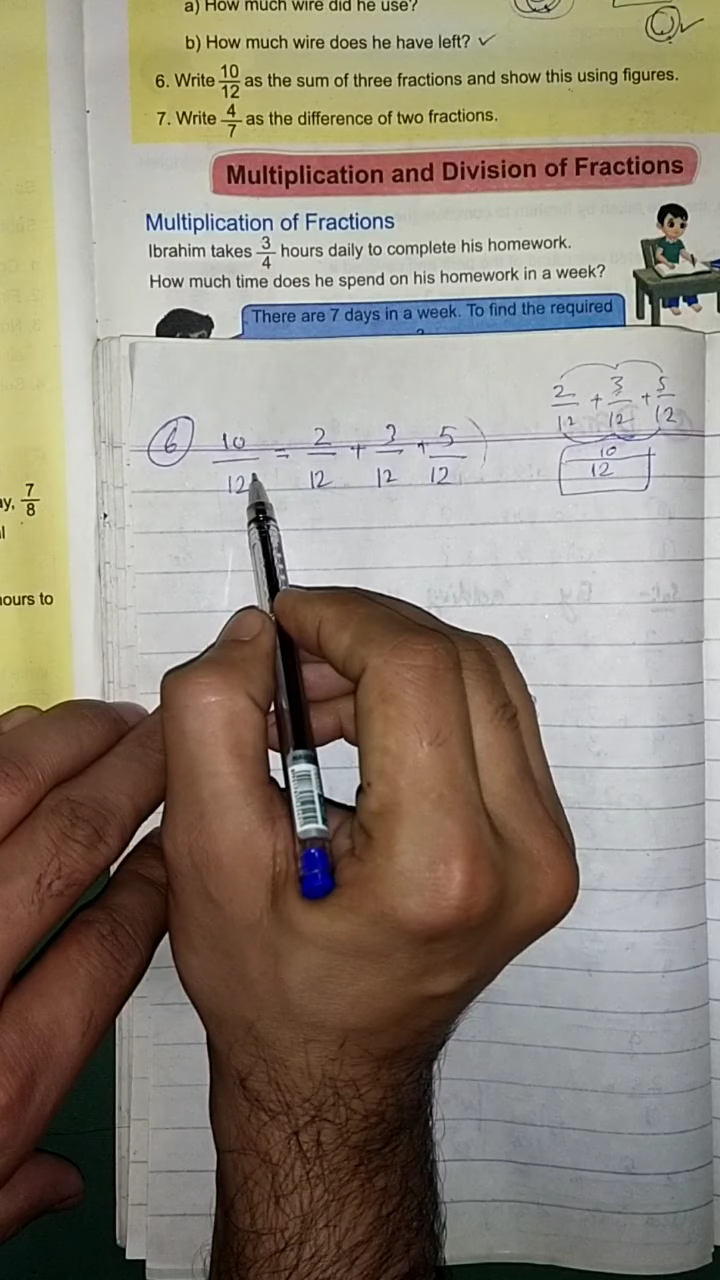 a) How much wire did he use?
b) How much wire does he have left? ✓
6. Write 10/12 as the sum of three fractions and show this using figures.
7. Write 4/7 as the difference of two fractions.
Multiplication and Division of Fractions
Multiplication of Fractions
Ibrahim takes 3/4 hours daily to complete his homework.
How much time does he spend on his homework in a week?
There are 7 days in a week. To find the required
2/12 + 3/12 + 5/12
10/12
6 10/12 = 2/12 + 3/12 + 5/12
ay, 7/8
ours to